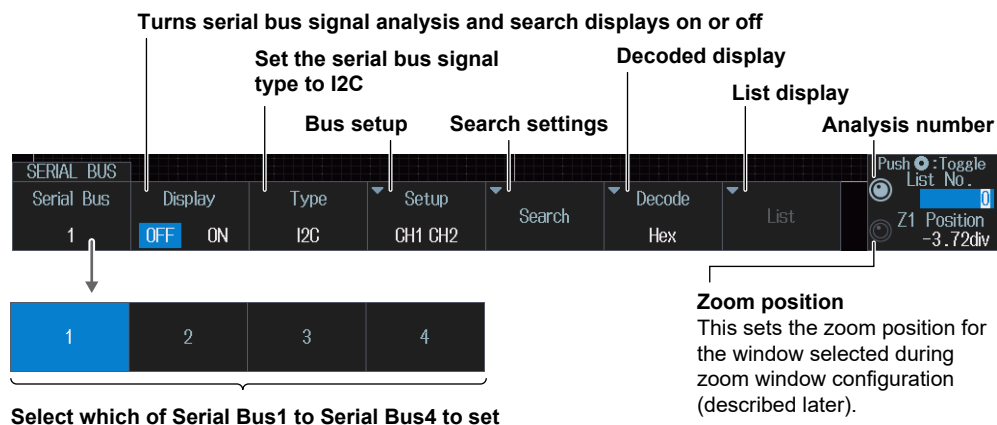 Turns serial bus signal analysis and search displays on or off
Set the serial bus signal
type to I2C
Decoded display
List display
Bus setup
Search settings
Analysis number
SERIAL BUS
Serial Bus
1
Display
OFF ON
Type
I2C
Setup
CH1 CH2
Search
Decode
Hex
List
Push :Toggle
List No.
0
Z1 Position
-3.72div
1 2 3 4
Select which of Serial Bus1 to Serial Bus4 to set
Zoom position
This sets the zoom position for
the window selected during
zoom window configuration
(described later).